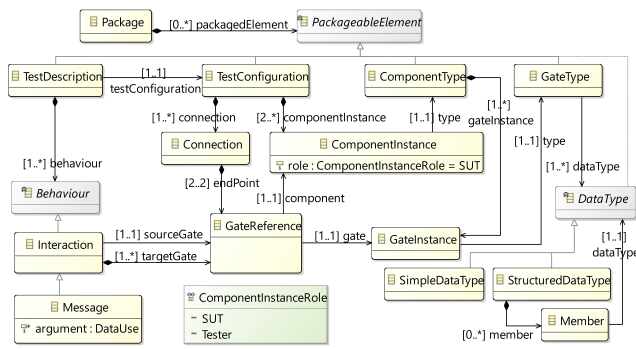 Package
[0..*] packagedElement
PackageableElement
TestDescription
[1..1]
testConfiguration
TestConfiguration
ComponentType
GateType
[1..*] connection
[2..*] componentInstance
[1..1] type
[1..*]
gateInstance
[1..1] type
Connection
ComponentInstance
role : ComponentInstanceRole = SUT
[1..*] behaviour
[2..2] endPoint
[1..*] dataType
Behaviour
[1..1] component
DataType
Interaction
[1..1] sourceGate
[1..*] targetGate
GateReference
[1..1] gate
GateInstance
[1..1]
dataType
SimpleDataType
StructuredDataType
Message
argument : DataUse
ComponentInstanceRole
SUT
Tester
[0..*] member
Member